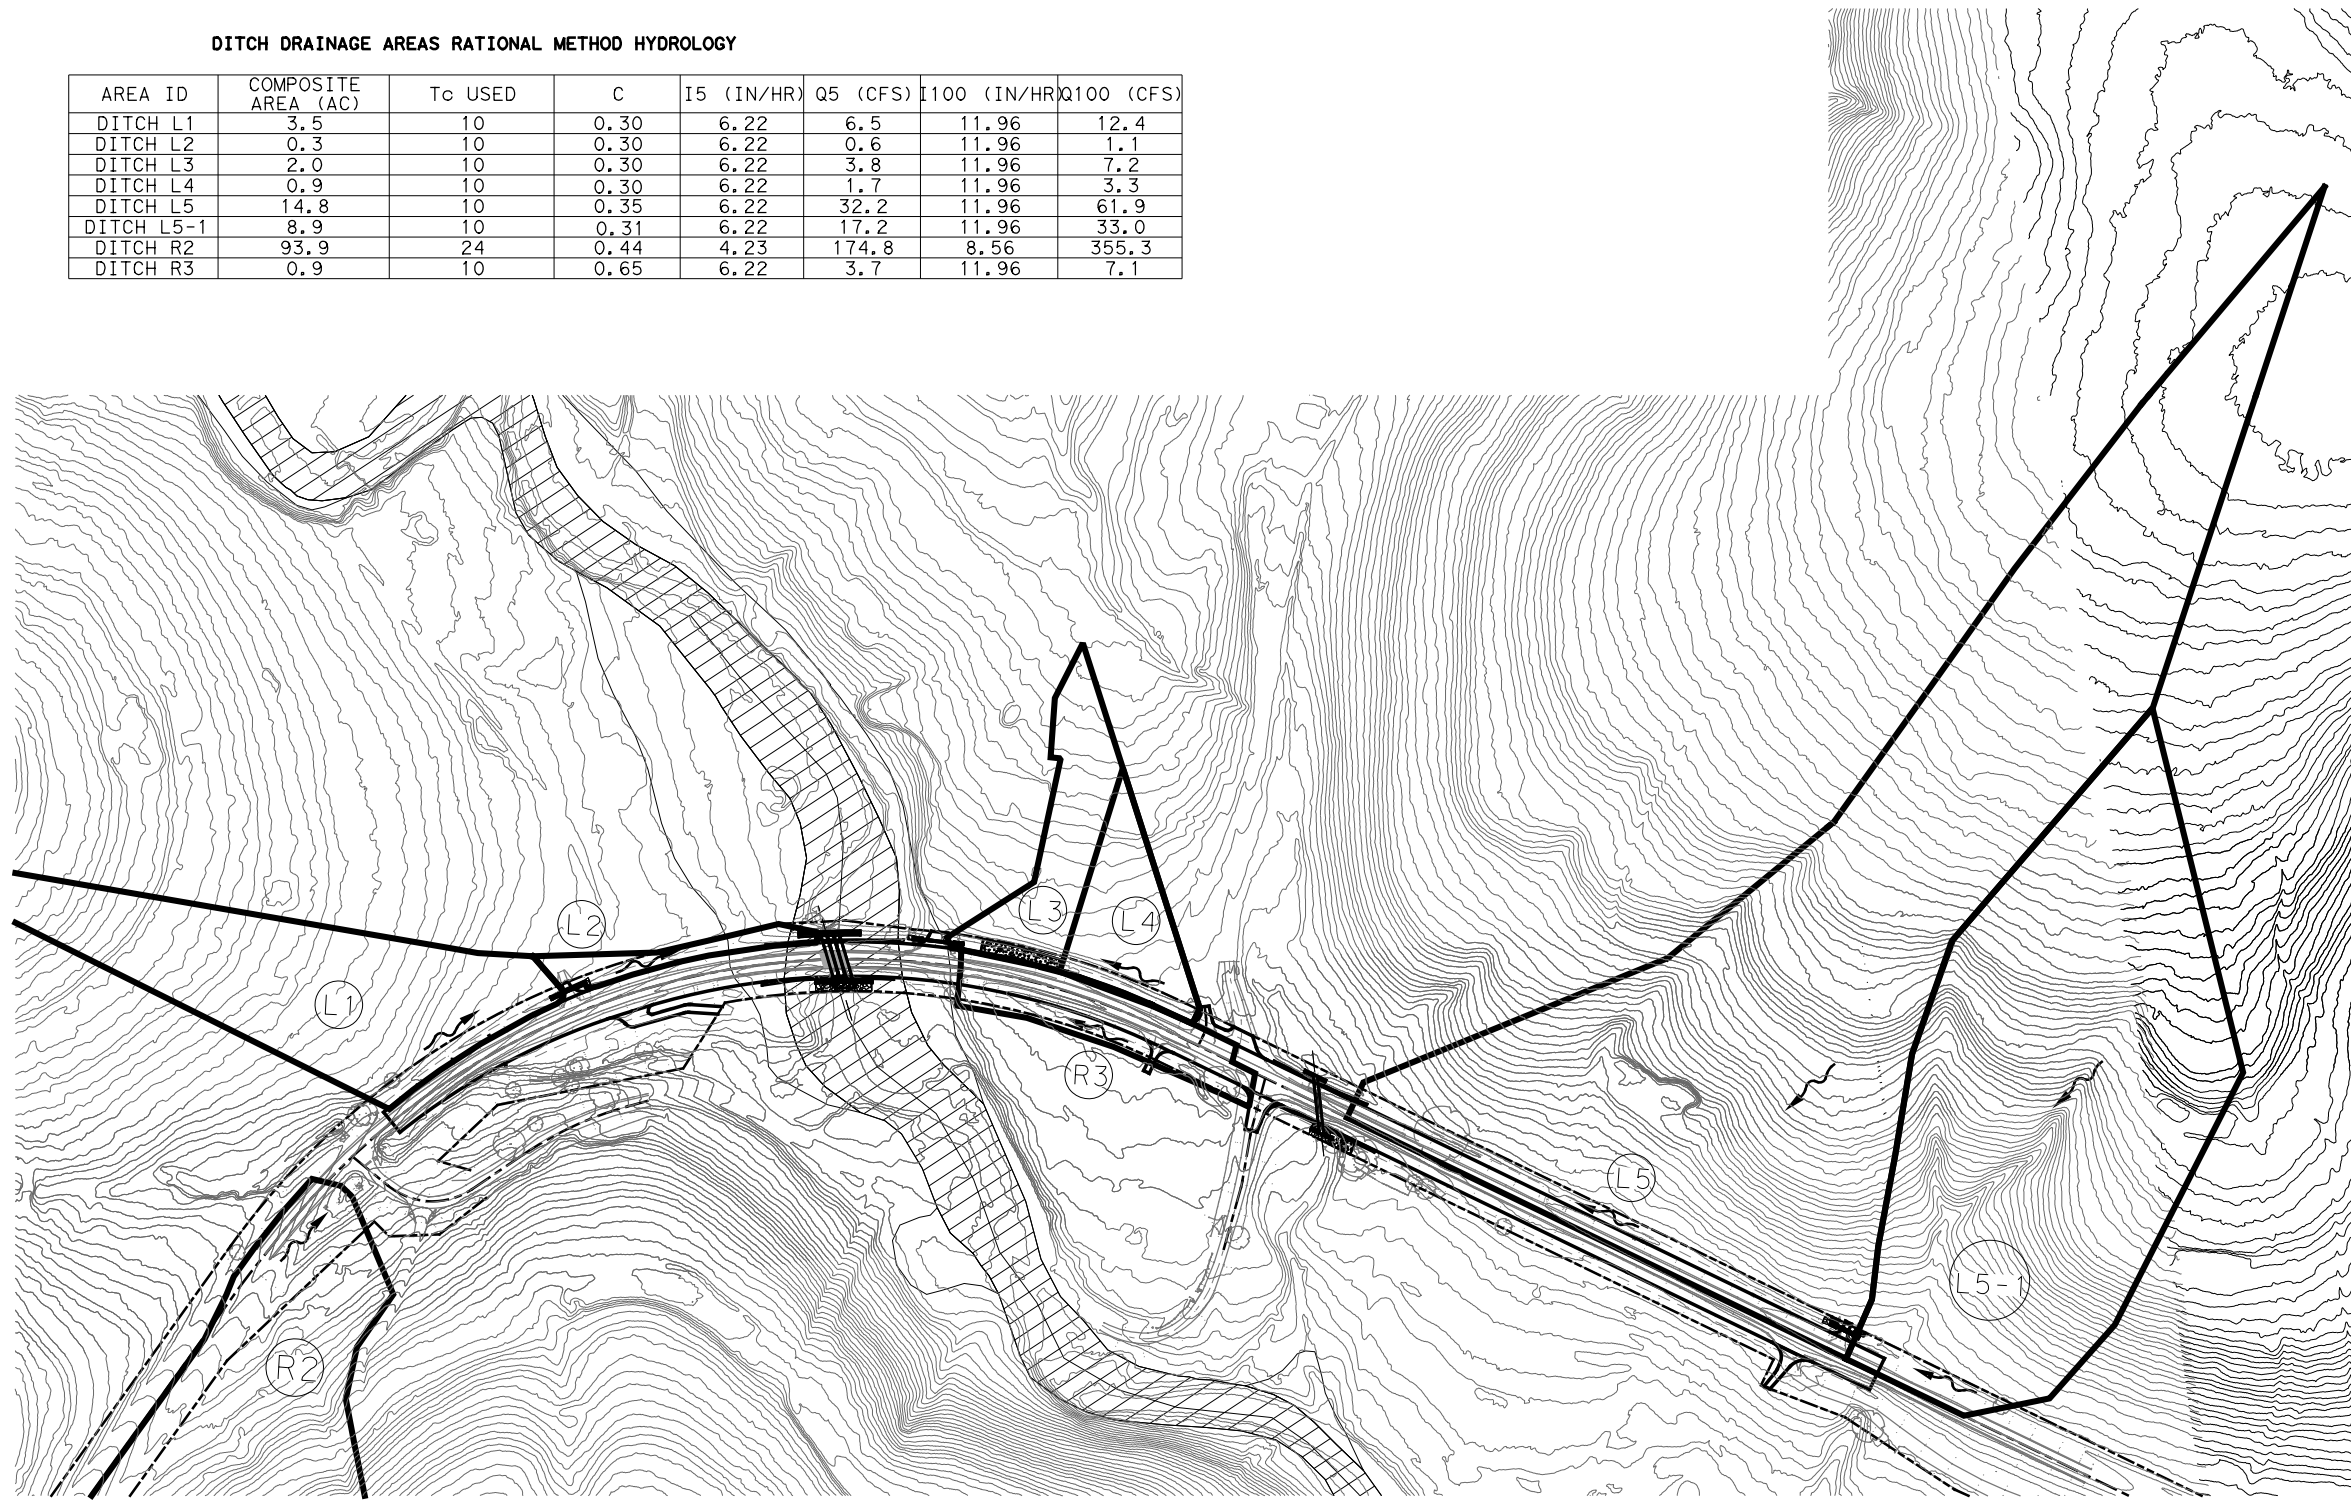 DITCH DRAINAGE AREAS RATIONAL METHOD HYDROLOGY
AREA ID COMPOSITE AREA (AC) Tc USED C I5 (IN/HR) Q5 (CFS) I100 (IN/HR) Q100 (CFS)
DITCH L1 3.5 10 0.30 6.22 6.5 11.96 12.4
DITCH L2 0.3 10 0.30 6.22 0.6 11.96 1.1
DITCH L3 2.0 10 0.30 6.22 3.8 11.96 7.2
DITCH L4 0.9 10 0.30 6.22 1.7 11.96 3.3
DITCH L5 14.8 10 0.35 6.22 32.2 11.96 61.9
DITCH L5-1 8.9 10 0.31 6.22 17.2 11.96 33.0
DITCH R2 93.9 24 0.44 4.23 174.8 8.56 355.3
DITCH R3 0.9 10 0.65 6.22 3.7 11.96 7.1
L3
L4
L2
L1
R3
L5
L5-1
R2